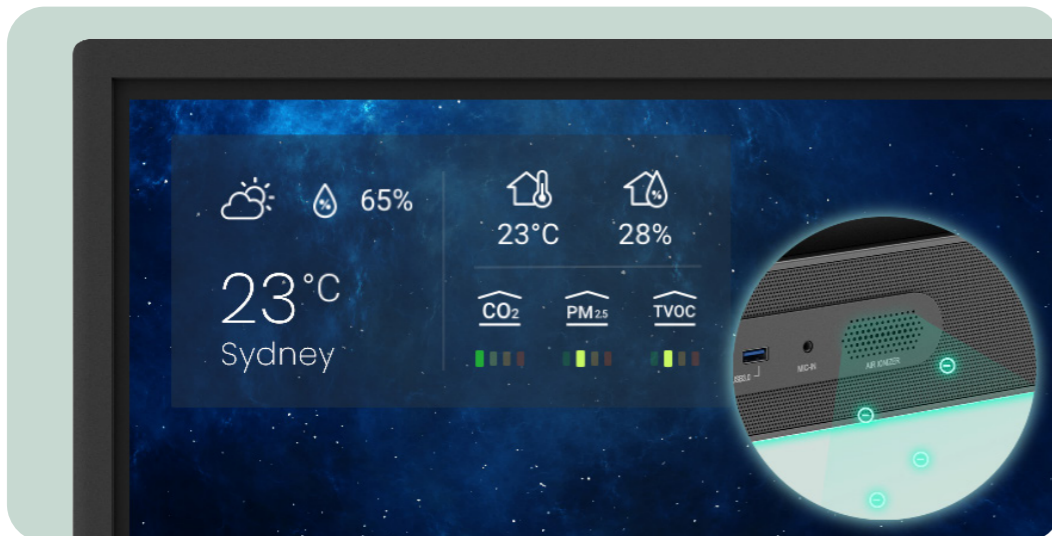 65%
23°C
Sydney
23°C
28%
CO₂
PM2.5
TVOC
USB3.0
MIC-IN
AIR IONIZER